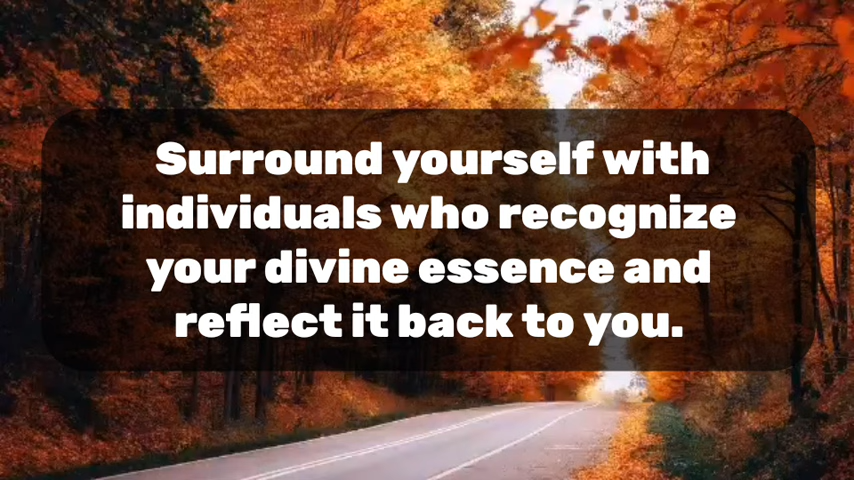 Surround yourself with
individuals who recognize
your divine essence and
reflect it back to you.